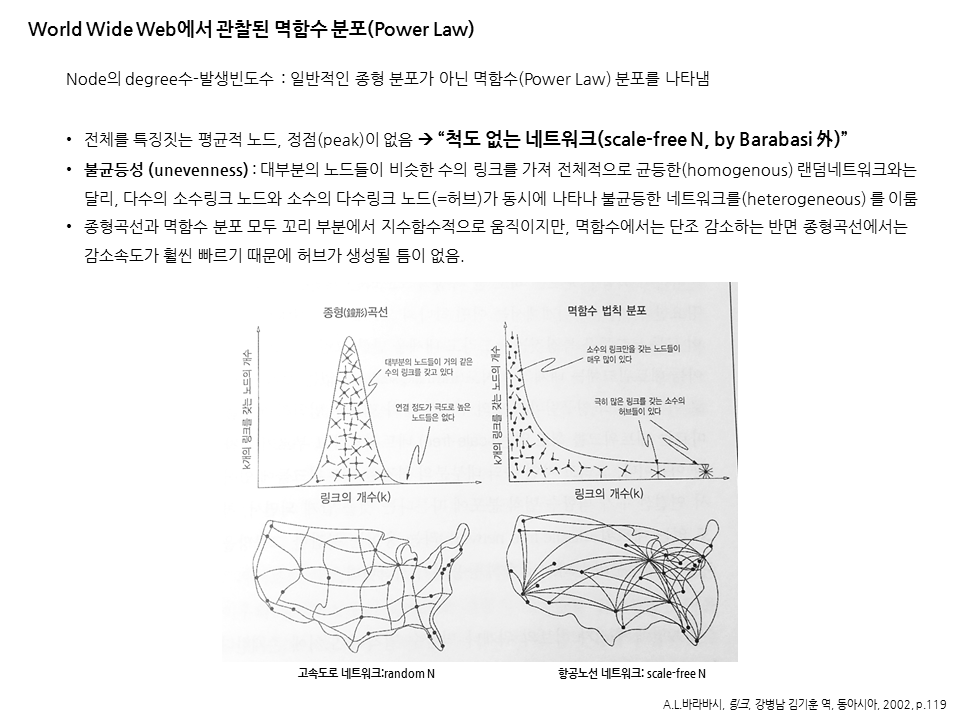 World Wide Web에서 관찰된 멱함수 분포(Power Law)
Node의 degree수-발생빈도수 : 일반적인 종형 분포가 아닌 멱함수(Power Law) 분포를 나타냄
• 전체를 특징짓는 평균적 노드, 정점(peak)이 없음 → “척도 없는 네트워크(scale-free N, by Barabasi 外)”
• 불균등성 (unevenness) : 대부분의 노드들이 비슷한 수의 링크를 가져 전체적으로 균등한(homogenous) 랜덤네트워크와는
달리, 다수의 소수링크 노드와 소수의 다수링크 노드(=허브)가 동시에 나타나 불균등한 네트워크를(heterogeneous) 를 이룸
• 종형곡선과 멱함수 분포 모두 꼬리 부분에서 지수함수적으로 움직이지만, 멱함수에서는 단조 감소하는 반면 종형곡선에서는
감소속도가 훨씬 빠르기 때문에 허브가 생성될 틈이 없음.
종형(鐘形)곡선
k개의 링크를 갖는 노드의 개수
대부분의 노드들이 거의 같은
수의 링크를 갖고 있다
연결 정도가 극도로 높은
노드들은 없다
링크의 개수(k)
멱함수 법칙 분포
k개의 링크를 갖는 노드의 개수
소수의 링크만을 갖는 노드들이
매우 많이 있다
극히 많은 링크를 갖는 소수의
허브들이 있다
링크의 개수(k)
고속도로 네트워크:random N
항공노선 네트워크: scale-free N
A.L.바라바시, 링크, 강병남 김기훈 역, 동아시아, 2002, p.119